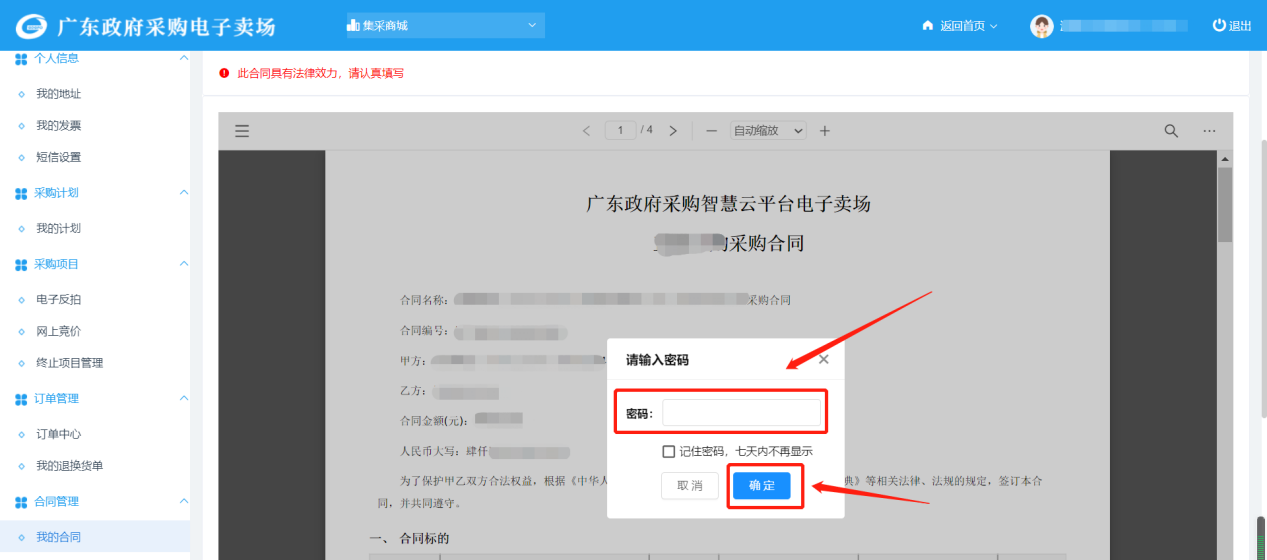 广东政府采购电子卖场
集采商城
返回首页
退出
个人信息
我的地址
我的发票
短信设置
采购计划
我的计划
采购项目
电子反拍
网上竞价
终止项目管理
订单管理
订单中心
我的退换货单
合同管理
我的合同
此合同具有法律效力，请认真填写
1 / 4
自动缩放
广东政府采购智慧云平台电子卖场
采购合同
合同名称： 采购合同
合同编号：
甲方：
乙方：
合同金额(元)：
人民币大写：肆仟
为了保护甲乙双方合法权益，根据《中华人 典》等相关法律、法规的规定，签订本合
同，并共同遵守。
一、 合同标的
请输入密码
密码：
记住密码，七天内不再显示
取 消
确 定